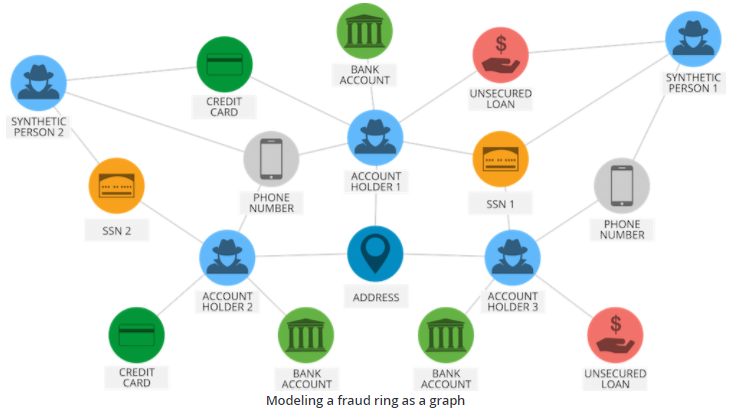 BANK
ACCOUNT
SYNTHETIC
PERSON 1
UNSECURED
LOAN
CREDIT
CARD
SYNTHETIC
PERSON 2
ACCOUNT
HOLDER 1
PHONE
NUMBER
SSN 1
PHONE
NUMBER
SSN 2
ADDRESS
ACCOUNT
HOLDER 2
ACCOUNT
HOLDER 3
CREDIT
CARD
BANK
ACCOUNT
BANK
ACCOUNT
UNSECURED
LOAN
$
$
Modeling a fraud ring as a graph